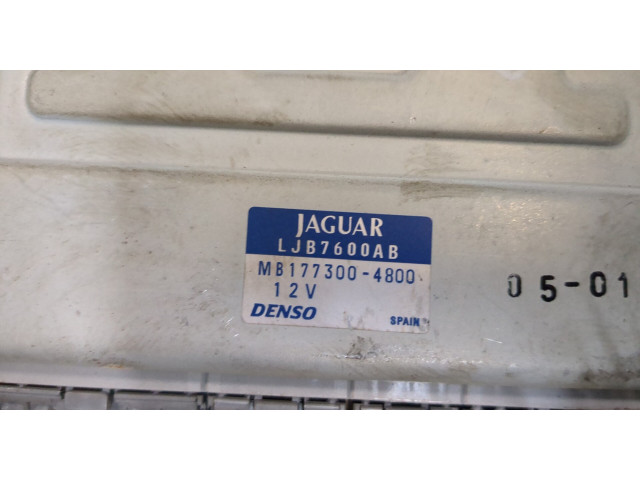 JAGUAR
LJB7600AB
MB177300-4800
12V
DENSO SPAIN
05-01